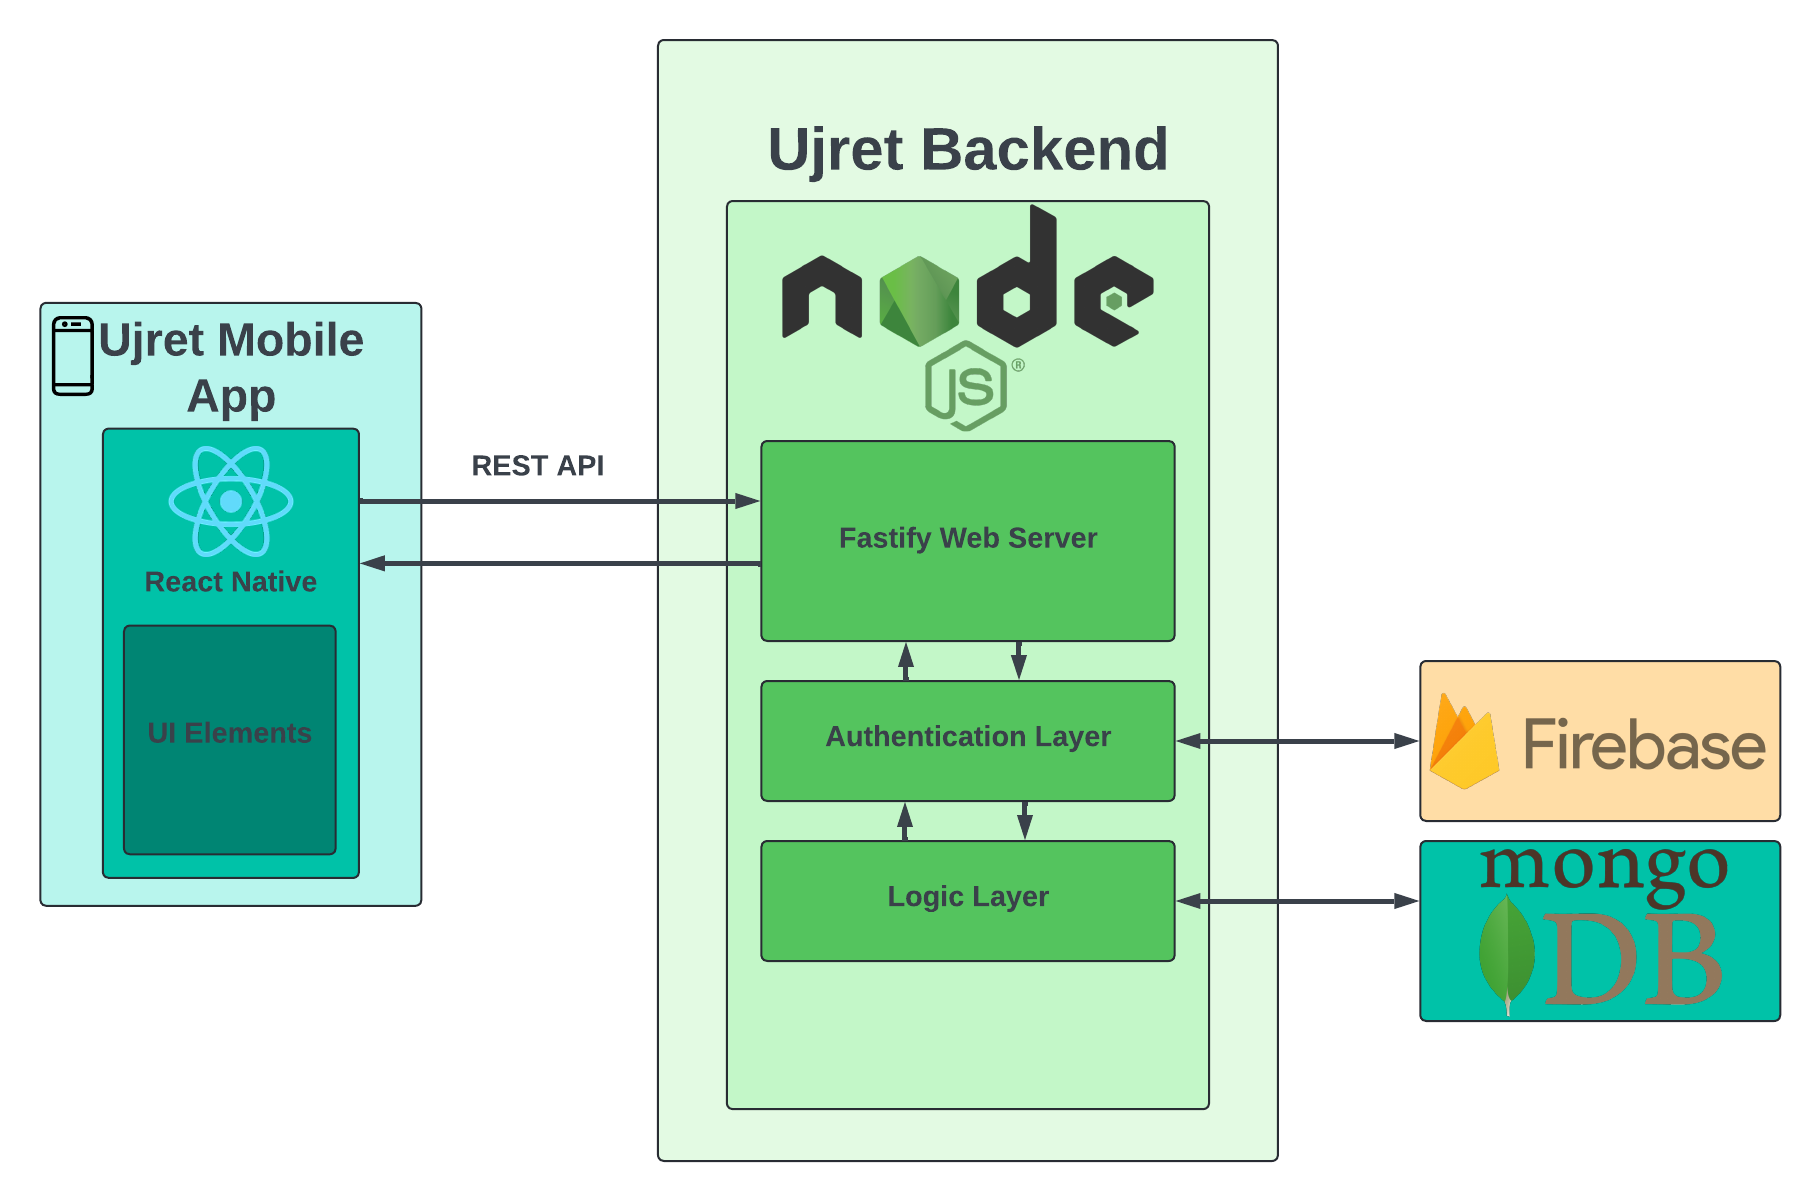 Ujret Backend
node
JS®
Ujret Mobile
App
React Native
UI Elements
REST API
Fastify Web Server
Authentication Layer
Logic Layer
Firebase
mongo
DB